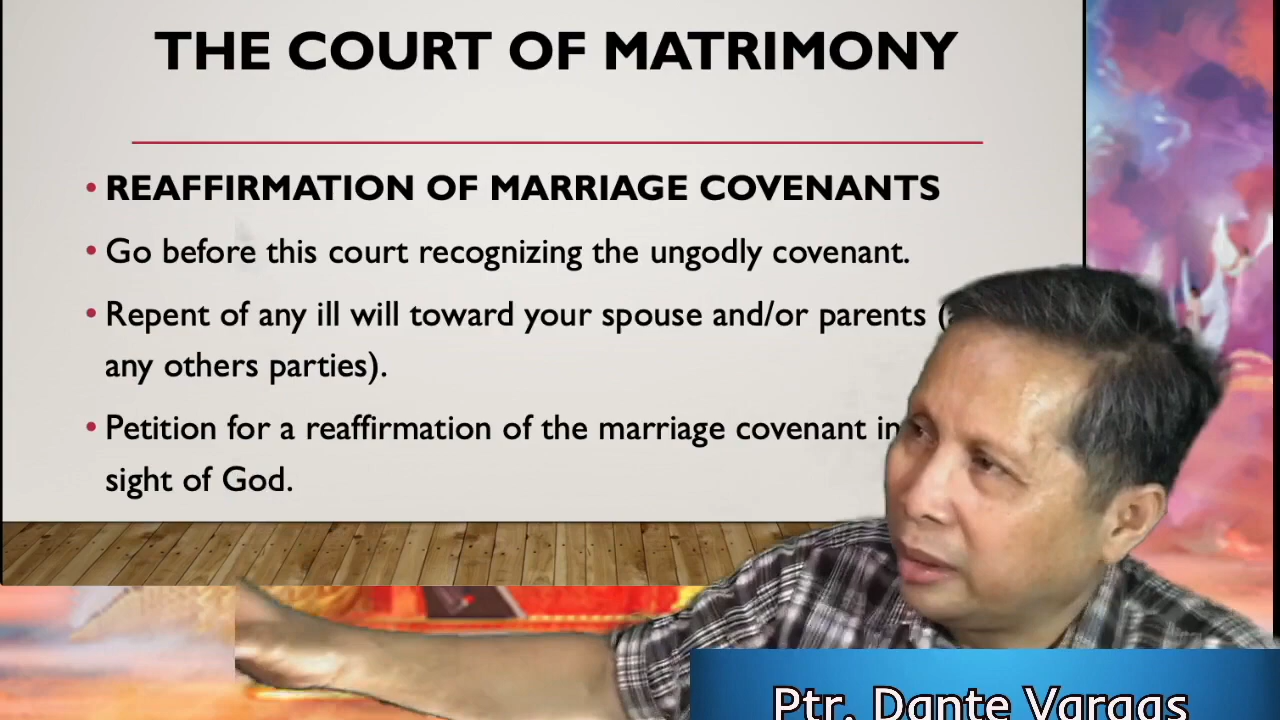 THE COURT OF MATRIMONY
• REAFFIRMATION OF MARRIAGE COVENANTS
• Go before this court recognizing the ungodly covenant.
• Repent of any ill will toward your spouse and/or parents (
any others parties).
• Petition for a reaffirmation of the marriage covenant in
sight of God.
Ptr. Dante Vargas